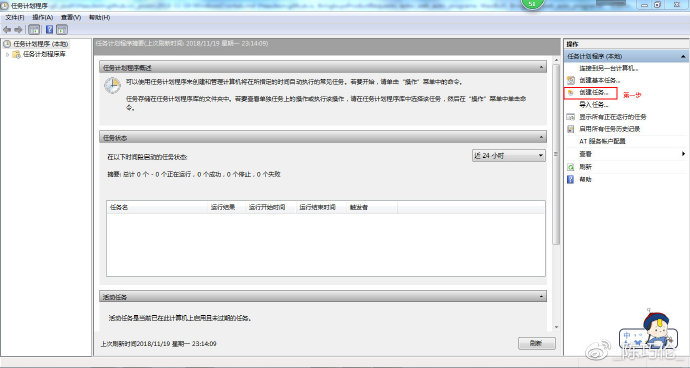 任务计划程序
文件(F) 操作(A) 查看(V) 帮助(H)
任务计划程序 (本地)
任务计划程序库
任务计划程序摘要(上次刷新时间: 2018/11/19 星期一 23:14:09)
任务计划程序概述
可以使用任务计划程序来创建和管理计算机将在所指定的时间自动执行的常见任务。若要开始，请单击“操作”菜单中的命令。
任务存储在任务计划程序库的文件夹中。若要查看单独任务上的操作或执行该操作，请在任务计划程序库中选择该任务，然后在“操作”菜单中单击命
令。
任务状态
在以下时间段启动的任务状态:
近 24 小时
摘要: 总计 0 个 - 0 个正在运行，0 个成功，0 个停止，0 个失败
任务名 运行结果 运行开始时间 运行结束时间 触发者
活动任务
活动任务是当前已在此计算机上启用且未过期的任务。
上次刷新时间2018/11/19 星期一 23:14:09
刷新
操作
任务计划程序 (本地)
连接到另一台计算机...
创建基本任务...
创建任务... 第一步
导入任务...
显示所有正在运行的任务
启用所有任务历史记录
AT 服务帐户配置
查看
刷新
帮助
58
中